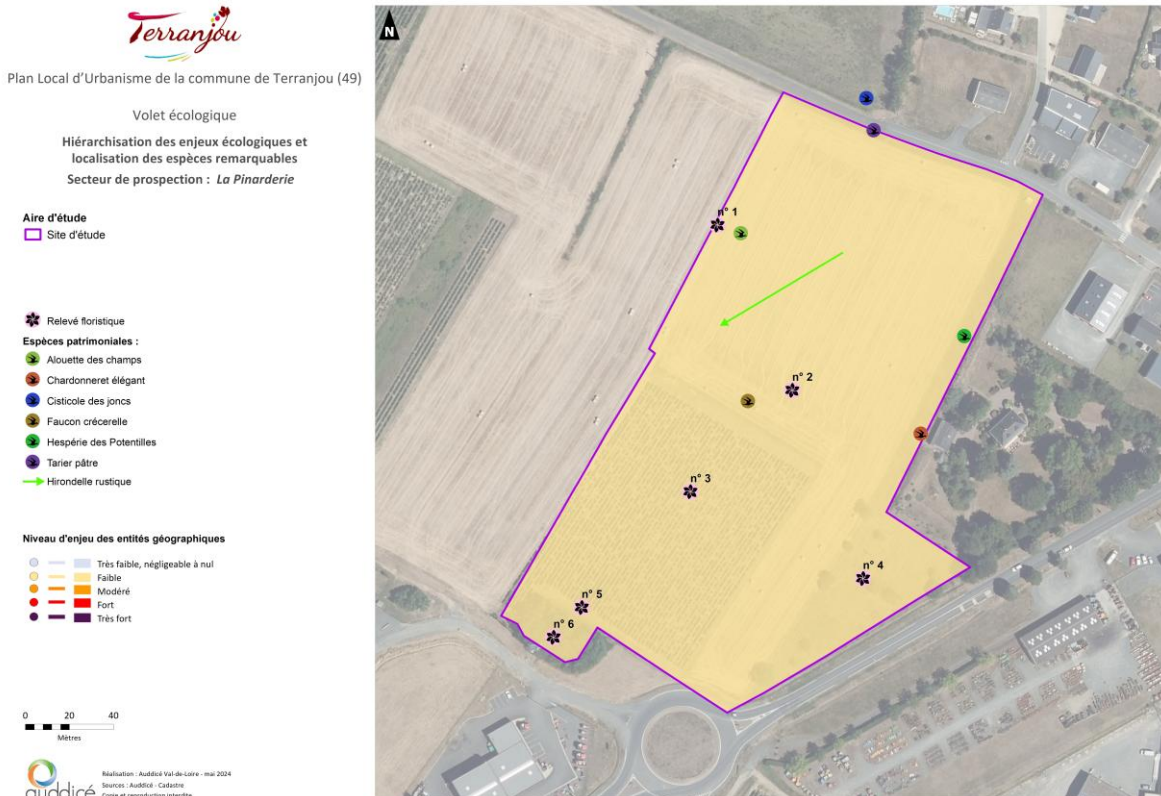 Terranjou
Plan Local d'Urbanisme de la commune de Terranjou (49)
Volet écologique
Hiérarchisation des enjeux écologiques et
localisation des espèces remarquables
Secteur de prospection : La Pinarderie
Aire d'étude
Site d'étude
Relevé floristique
Espèces patrimoniales :
Alouette des champs
Chardonneret élégant
Cisticole des joncs
Faucon crécerelle
Hespérie des Potentilles
Tarier pâtre
Hirondelle rustique
Niveau d'enjeu des entités géographiques
Très faible, négligeable à nul
Faible
Modéré
Fort
Très fort
0 20 40
Mètres
auddicé
Réalisation : Auddicé Val-de-Loire - mai 2024
Sources : Auddicé - Cadastre
Copie et reproduction interdite
N
n° 1
n° 2
n° 3
n° 4
n° 5
n° 6